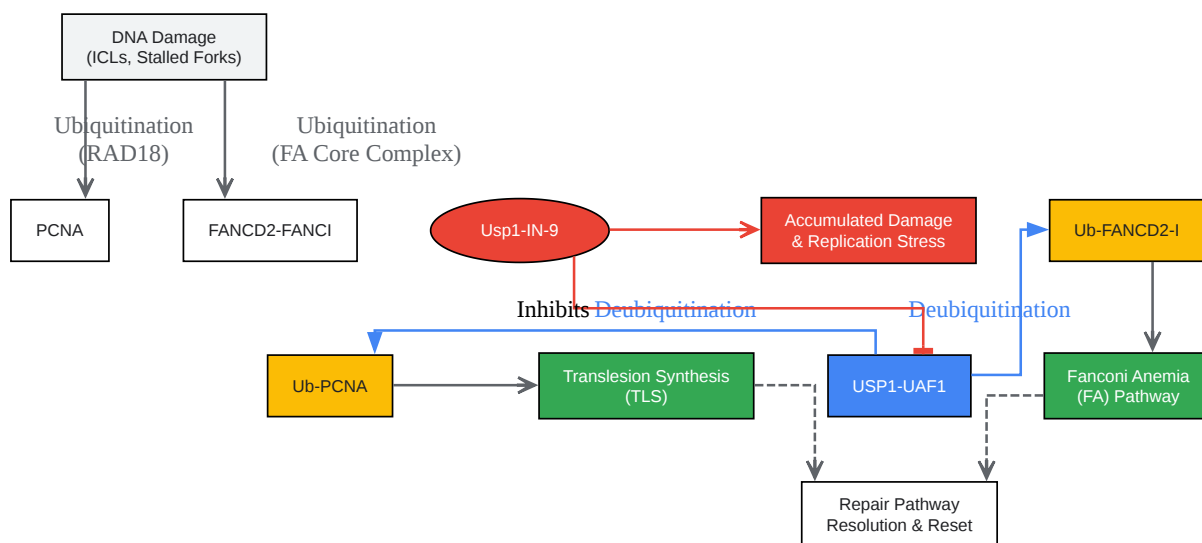 DNA Damage
(ICLs, Stalled Forks)
Ubiquitination
(RAD18)
Ubiquitination
(FA Core Complex)
PCNA
FANCD2-FANCI
Usp1-IN-9
Accumulated Damage
& Replication Stress
Ub-FANCD2-I
Inhibits
Deubiquitination
Deubiquitination
Ub-PCNA
Translesion Synthesis
(TLS)
USP1-UAF1
Fanconi Anemia
(FA) Pathway
Repair Pathway
Resolution & Reset